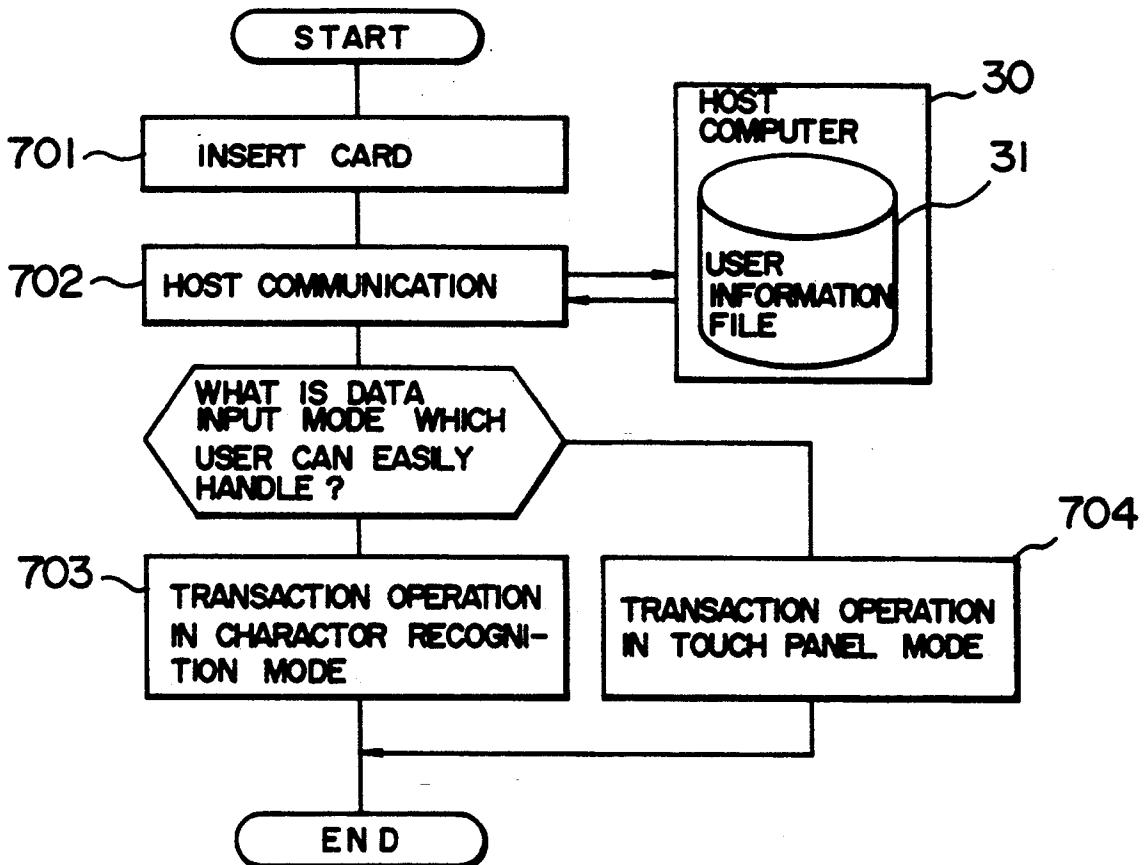 START
30
HOST
COMPUTER
701
INSERT CARD
31
702
HOST COMMUNICATION
USER
INFORMATION
FILE
WHAT IS DATA
INPUT MODE WHICH
USER CAN EASILY
HANDLE?
704
703
TRANSACTION OPERATION
IN CHARACTOR RECOGNI-
TION MODE
TRANSACTION OPERATION
IN TOUCH PANEL MODE
END